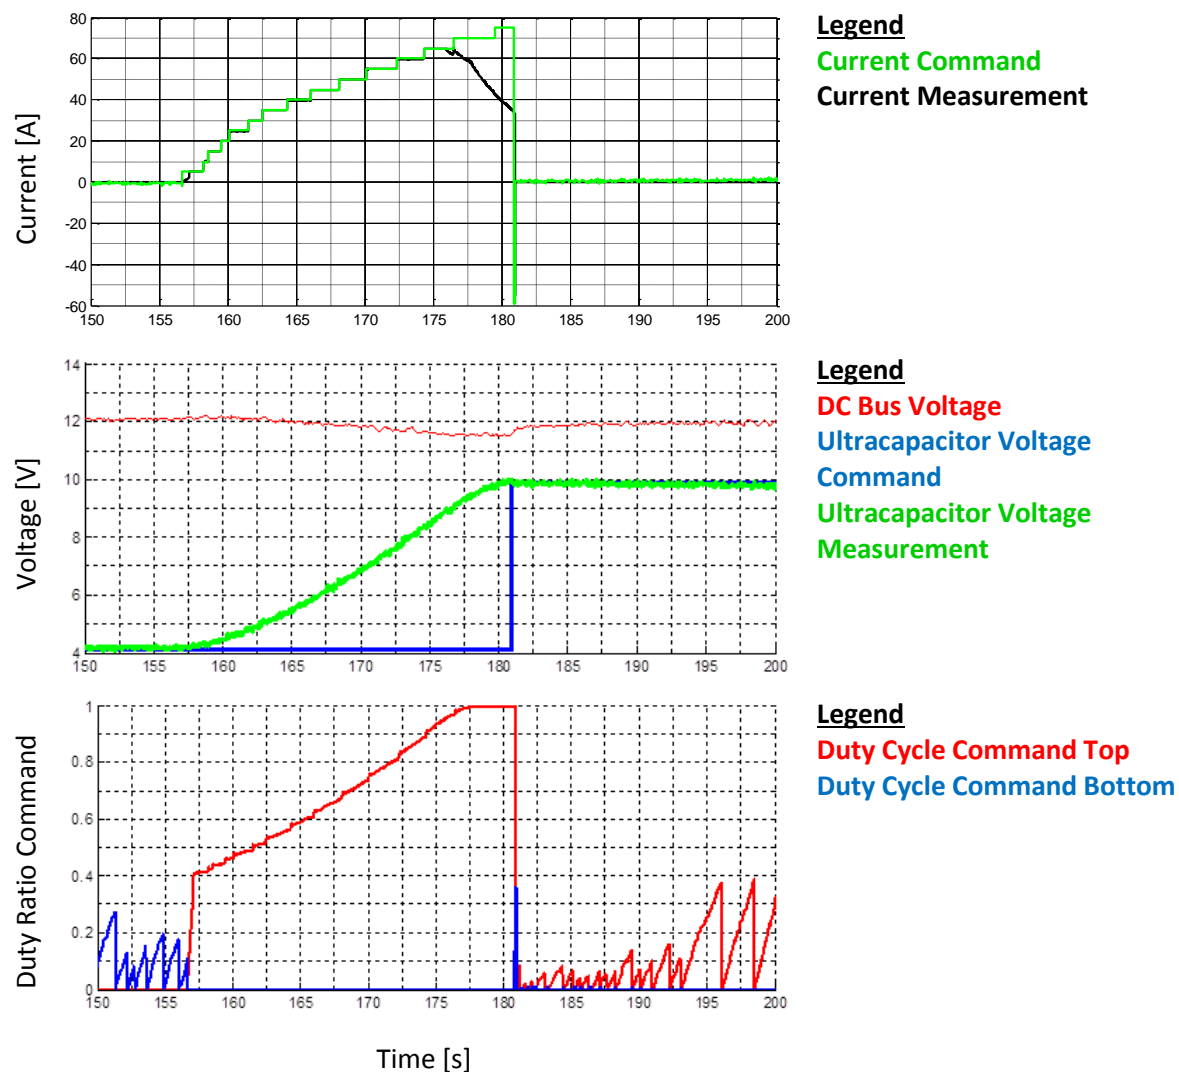 80
60
40
20
0
-20
-40
-60
Current [A]
150 155 160 165 170 175 180 185 190 195 200
Legend
Current Command
Current Measurement
14
12
10
8
6
4
Voltage [V]
150 155 160 165 170 175 180 185 190 195 200
Legend
DC Bus Voltage
Ultracapacitor Voltage
Command
Ultracapacitor Voltage
Measurement
1
0.8
0.6
0.4
0.2
0
Duty Ratio Command
150 155 160 165 170 175 180 185 190 195 200
Legend
Duty Cycle Command Top
Duty Cycle Command Bottom
Time [s]